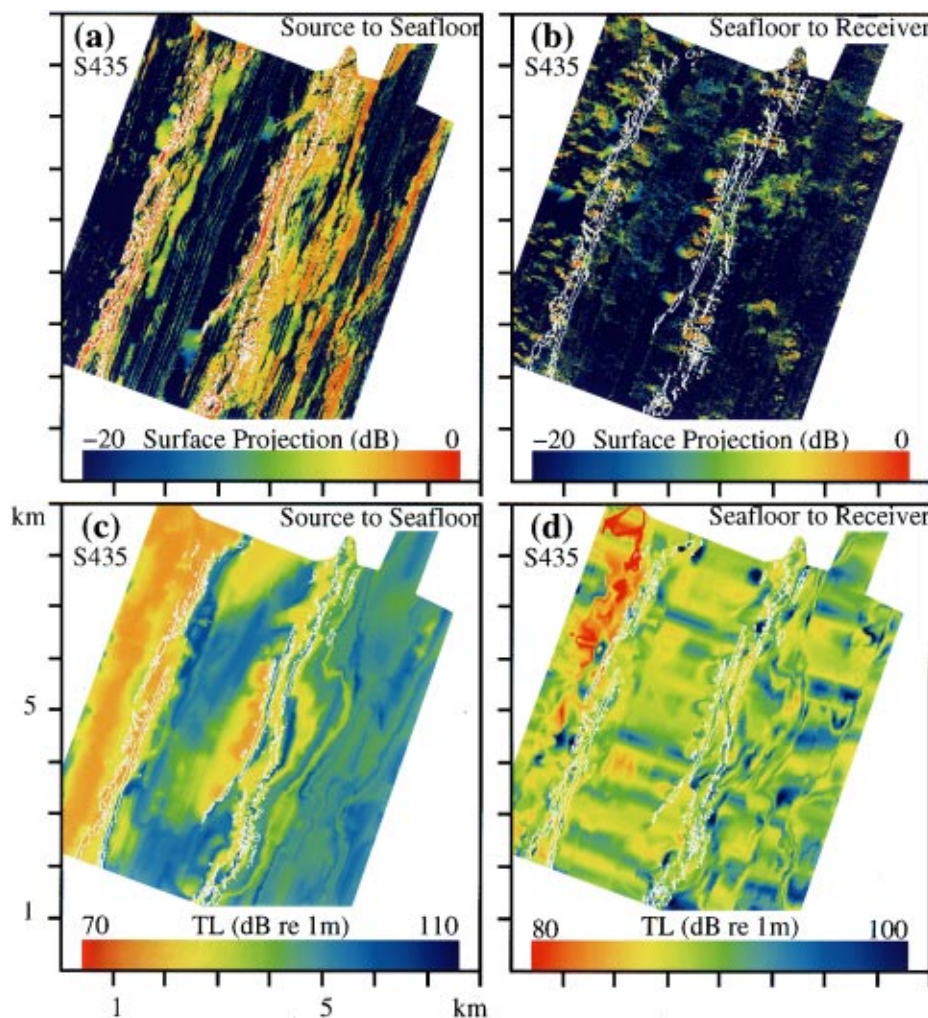 (a) Source to Seafloor
S435
−20 Surface Projection (dB) 0
(b) Seafloor to Receiver
S435
−20 Surface Projection (dB) 0
km
(c) Source to Seafloor
S435
5
1
70 TL (dB re 1m) 110
1 5 km
(d) Seafloor to Receiver
S435
80 TL (dB re 1m) 100